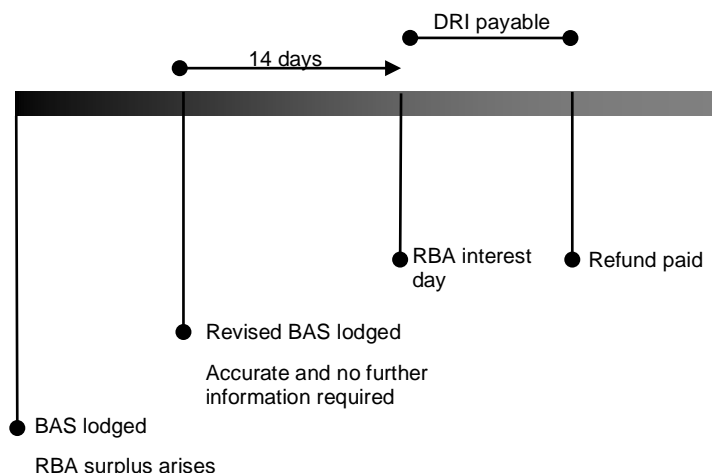 DRI payable
14 days
RBA interest
day
Refund paid
Revised BAS lodged
Accurate and no further
information required
BAS lodged
RBA surplus arises